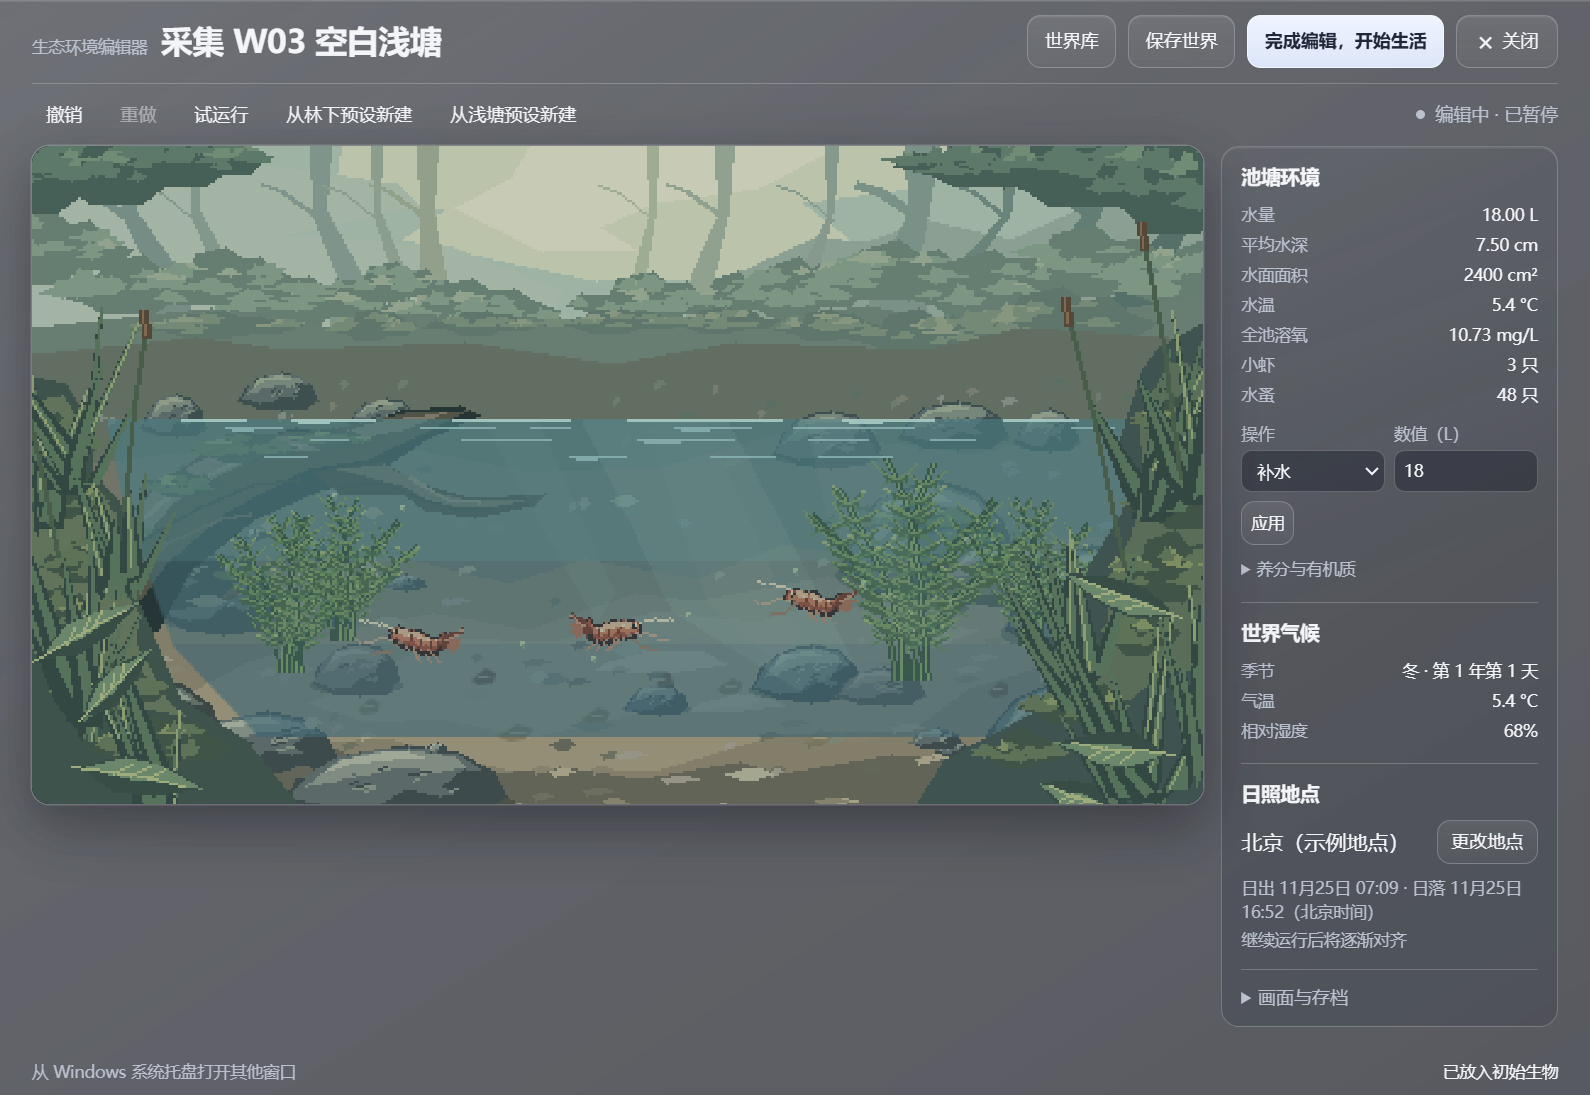 生态环境编辑器 采集 W03 空白浅塘
世界库 保存世界 完成编辑，开始生活 × 关闭
撤销 重做 试运行 从林下预设新建 从浅塘预设新建 编辑中 · 已暂停
池塘环境
水量 18.00 L
平均水深 7.50 cm
水面面积 2400 cm²
水温 5.4 °C
全池溶氧 10.73 mg/L
小虾 3 只
水蚤 48 只
操作 数值（L）
补水 18
应用
养分与有机质
世界气候
季节 冬 · 第 1 年第 1 天
气温 5.4 °C
相对湿度 68%
日照地点
北京（示例地点） 更改地点
日出 11月25日 07:09 · 日落 11月25日
16:52（北京时间）
继续运行后将逐渐对齐
画面与存档
从 Windows 系统托盘打开其他窗口 已放入初始生物